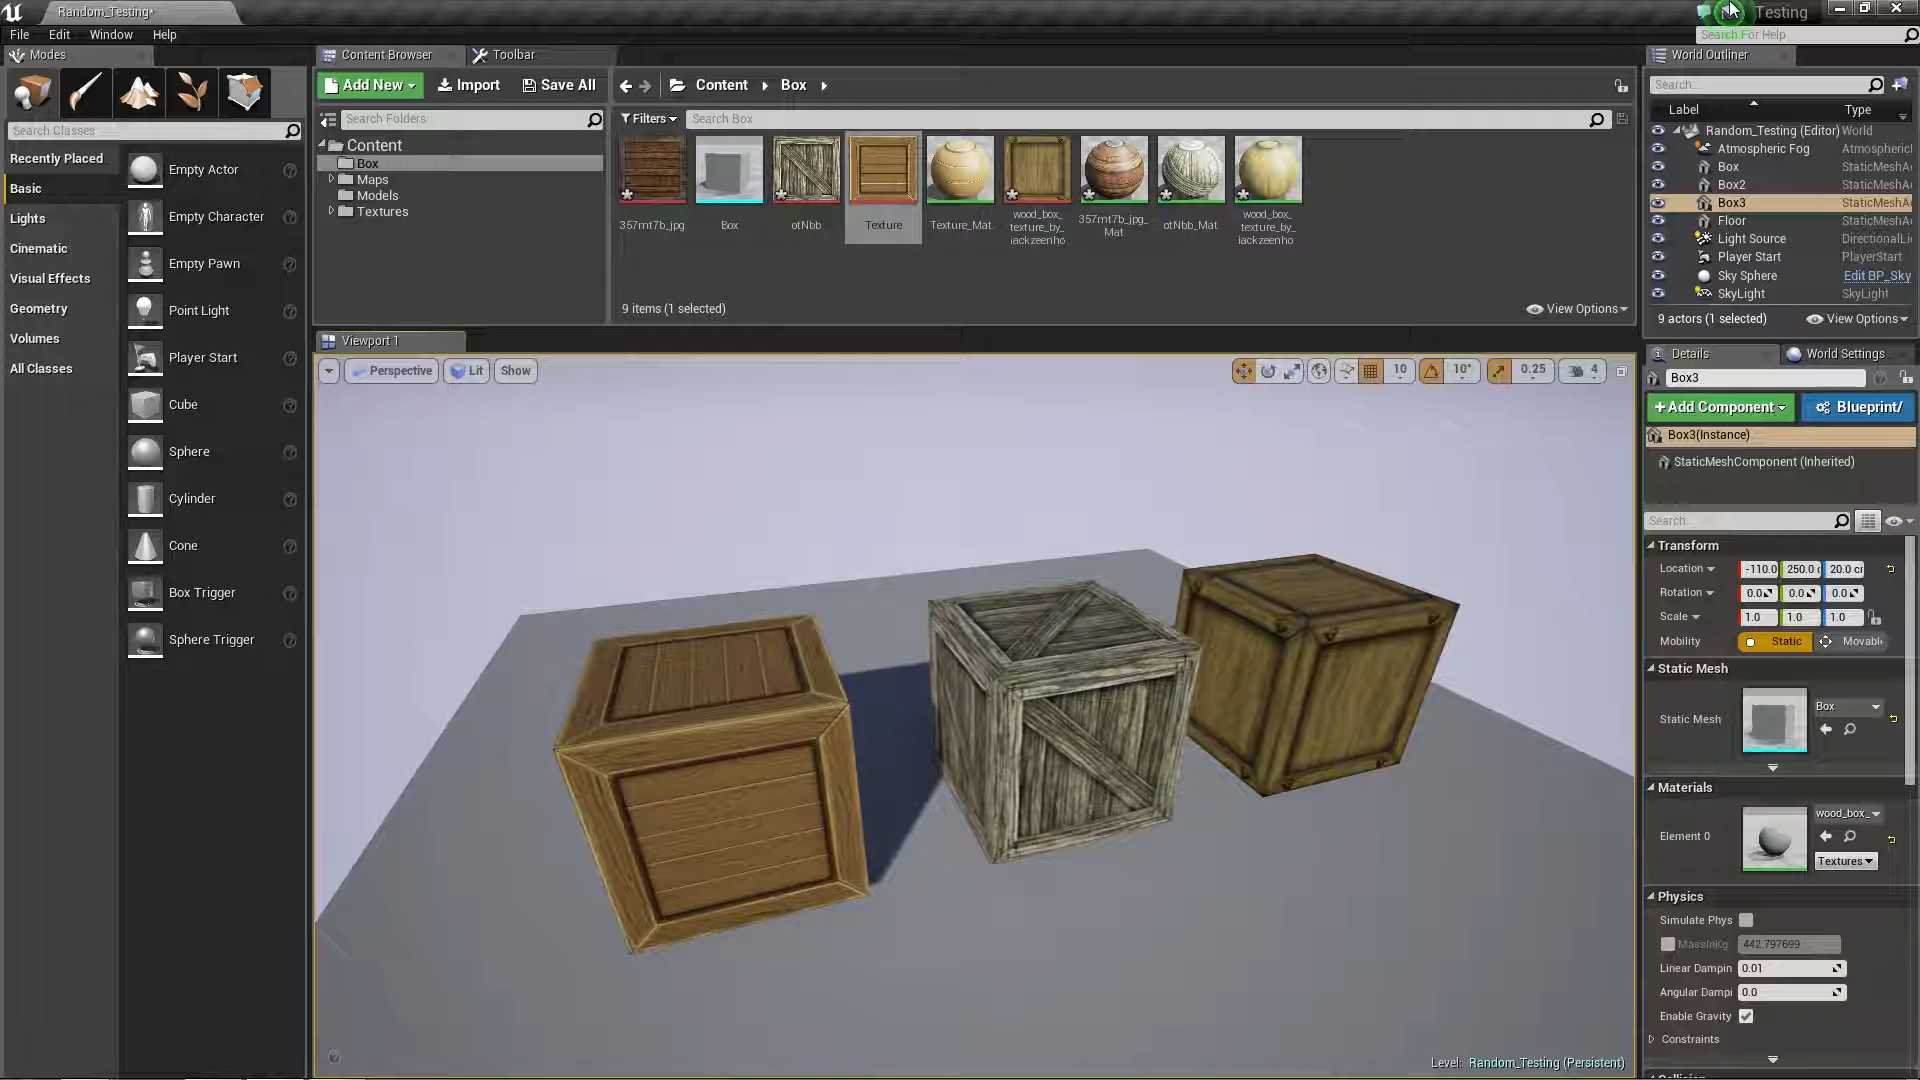 Random_Testing*
Testing
File Edit Window Help
Search For Help
Modes
Search Classes
Recently Placed
Basic
Lights
Cinematic
Visual Effects
Geometry
Volumes
All Classes
Empty Actor
Empty Character
Empty Pawn
Point Light
Player Start
Cube
Sphere
Cylinder
Cone
Box Trigger
Sphere Trigger
Content Browser Toolbar
Add New Import Save All Content Box
Search Folders
Filters Search Box
Content
Box
Maps
Models
Textures
357mt7b_jpg
Box
otNbb
Texture
Texture_Mat
wood_box_
texture_by_
jackzeenho
357mt7b_jpg_
Mat
otNbb_Mat
wood_box_
texture_by_
jackzeenho
9 items (1 selected) View Options
Viewport 1
Perspective Lit Show 10 10° 0.25 4
Level: Random_Testing (Persistent)
World Outliner
Search...
Label Type
Random_Testing (Editor) World
Atmospheric Fog Atmospheric
Box StaticMeshA
Box2 StaticMeshA
Box3 StaticMeshA
Floor StaticMeshA
Light Source DirectionalLi
Player Start PlayerStart
Sky Sphere Edit BP_Sky
SkyLight SkyLight
9 actors (1 selected) View Options
Details World Settings
Box3
+Add Component Blueprint/
Box3(Instance)
StaticMeshComponent (Inherited)
Search...
Transform
Location -110.0 250.0 c 20.0 cm
Rotation 0.0 0.0 0.0
Scale 1.0 1.0 1.0
Mobility Static Movabl
Static Mesh
Static Mesh Box
Materials
Element 0 wood_box_
Textures
Physics
Simulate Phys
MassInKg 442.797699
Linear Dampin 0.01
Angular Dampi 0.0
Enable Gravity
Constraints